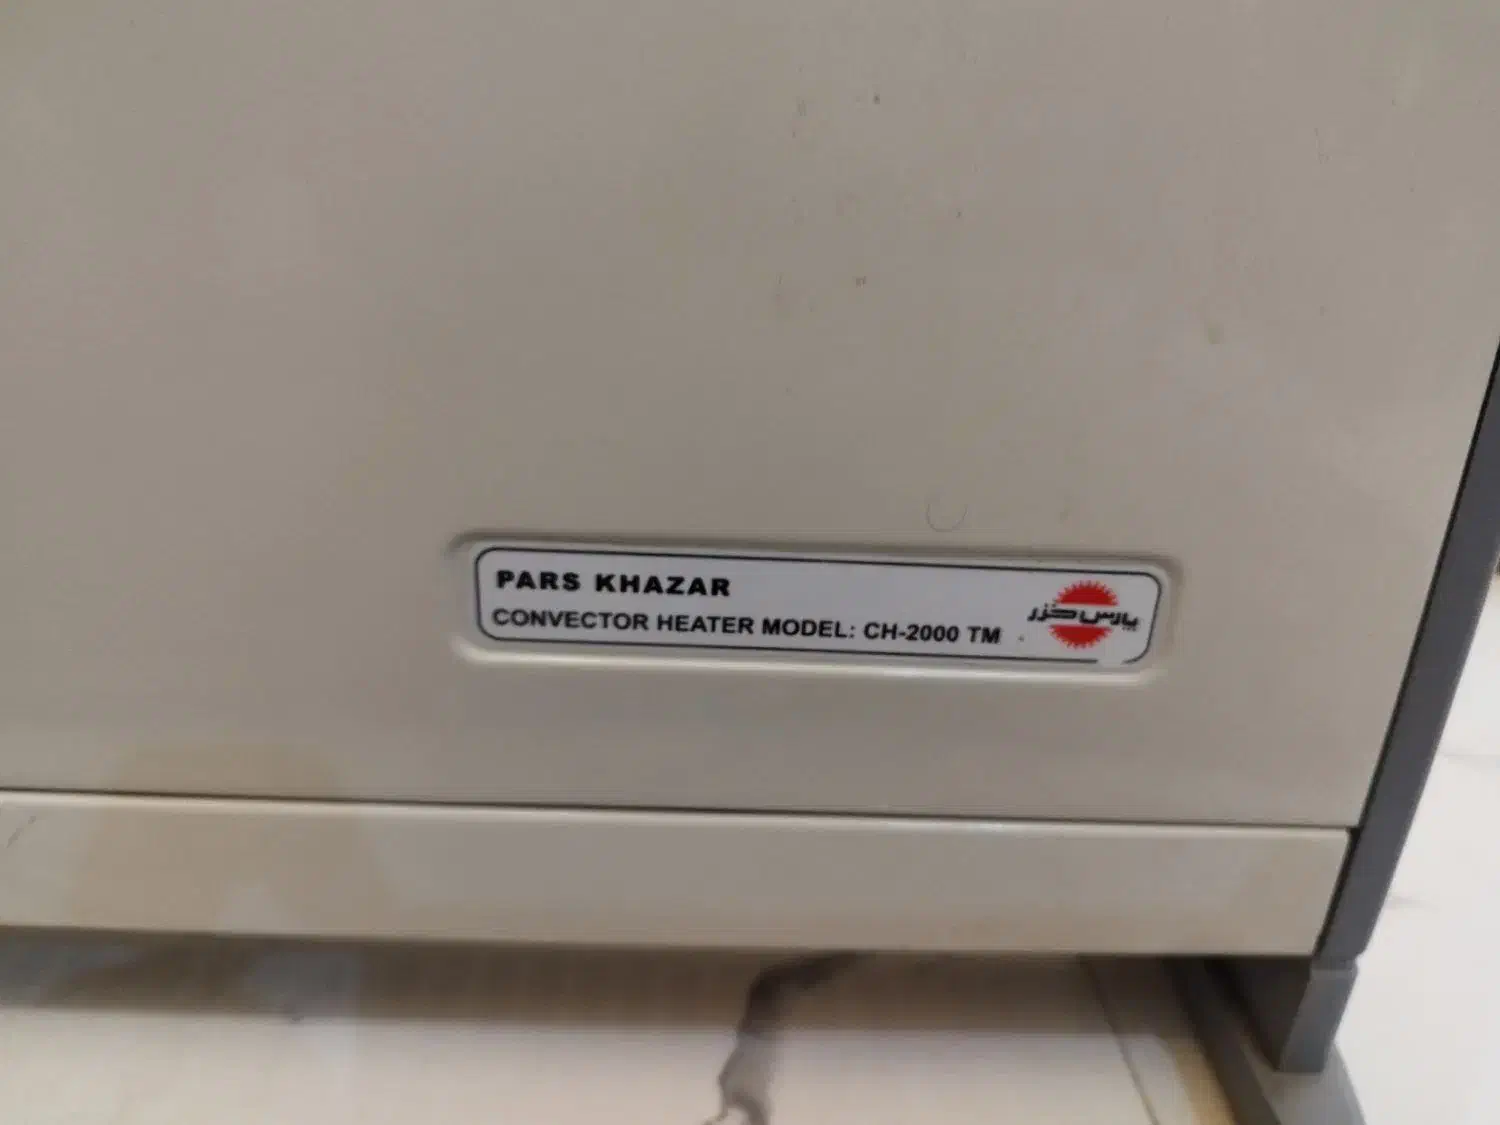 PARS KHAZAR
CONVECTOR HEATER MODEL: CH-2000 TM
پارس خزر